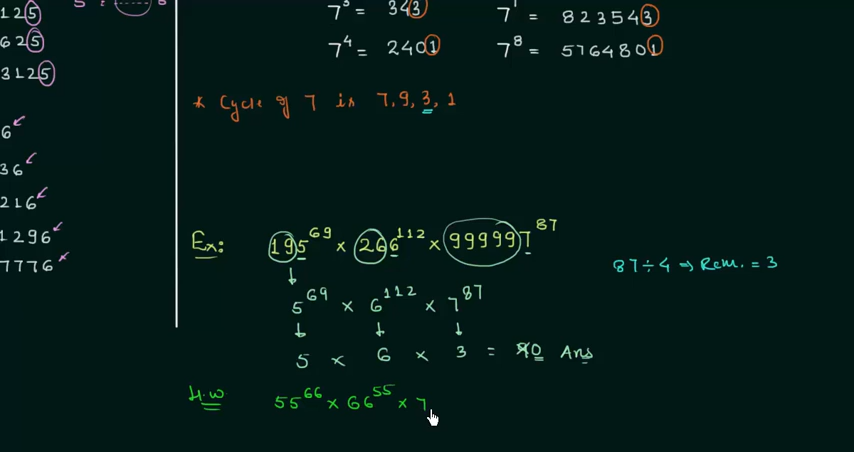 125
625
3125
6
36
216
1296
7776
7³ = 343
7⁴ = 2401
= 823543
7⁸ = 5764801
* Cycle of 7 is 7, 9, 3, 1
Ex: 195⁶⁹ × 266¹¹² × 999997⁸⁷
87 ÷ 4 ⇒ Rem. = 3
5⁶⁹ × 6¹¹² × 7⁸⁷
5 × 6 × 3 = 90 Ans
H.W. 55⁶⁶ × 66⁵⁵ × 7